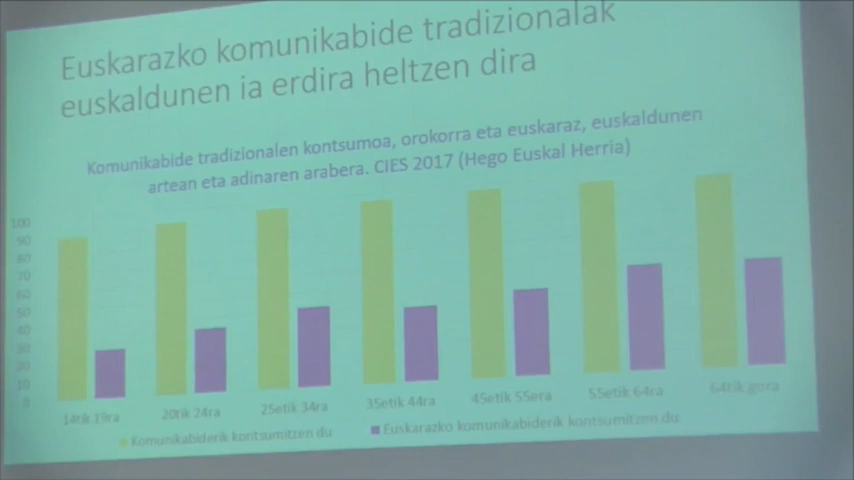 Euskarazko komunikabide tradizionalak
euskaldunen ia erdira heltzen dira
Komunikabide tradizionalen kontsumoa, orokorra eta euskaraz, euskaldunen
artean eta adinaren arabera. CIES 2017 (Hego Euskal Herria)
100
90
80
70
60
50
40
30
20
10
0
14tik 19ra
20tik 24ra
25etik 34ra
35etik 44ra
45etik 55era
55etik 64ra
64tik gora
Komunikabiderik kontsumitzen du
Euskarazko komunikabiderik kontsumitzen du